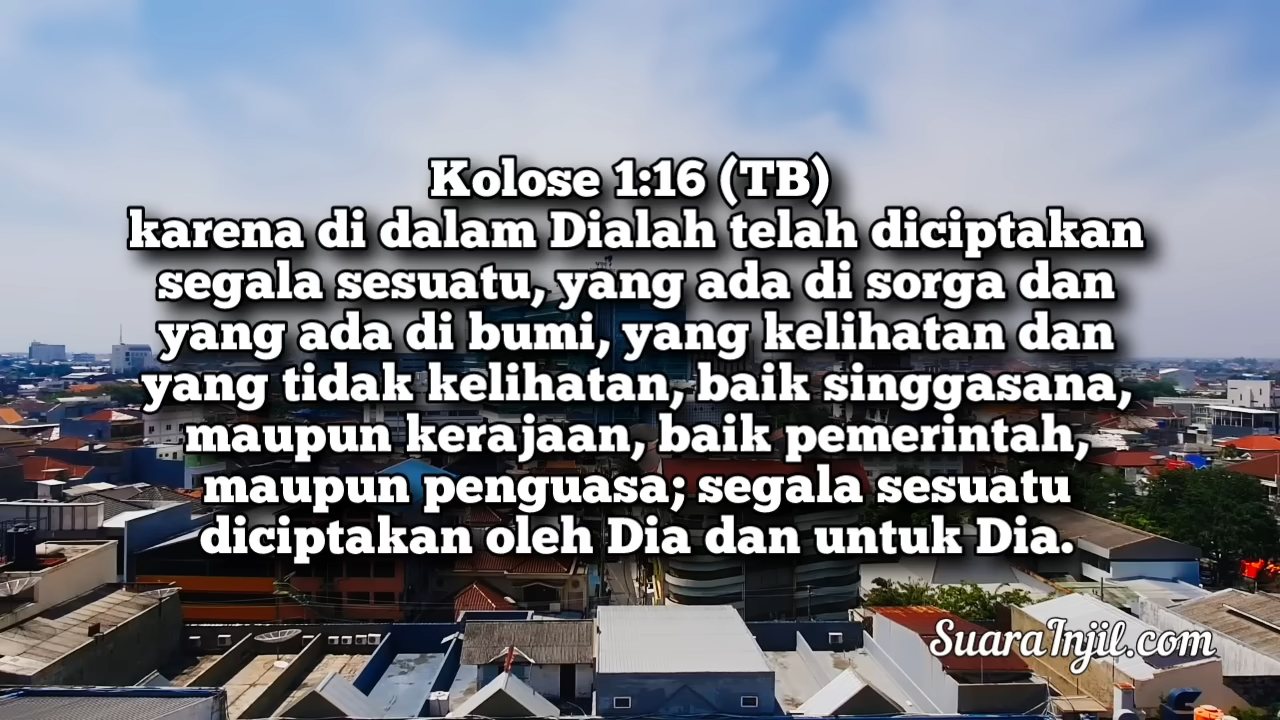 Kolose 1:16 (TB)
karena di dalam Dialah telah diciptakan
segala sesuatu, yang ada di sorga dan
yang ada di bumi, yang kelihatan dan
yang tidak kelihatan, baik singgasana,
maupun kerajaan, baik pemerintah,
maupun penguasa; segala sesuatu
diciptakan oleh Dia dan untuk Dia.
SuaraInjil.com